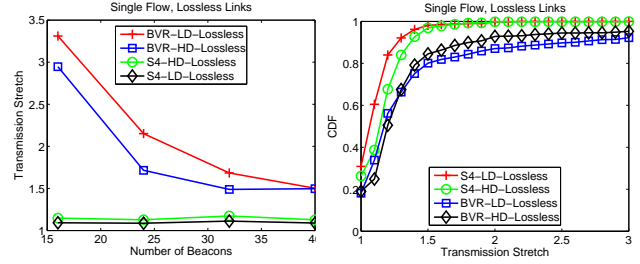 Single Flow, Lossless Links
Transmission Stretch
3.5
3
2.5
2
1.5
1
15
20
25
30
35
40
Number of Beacons
BVR-LD-Lossless
BVR-HD-Lossless
S4-HD-Lossless
S4-LD-Lossless
Single Flow, Lossless Links
CDF
1
0.8
0.6
0.4
0.2
0
1
1.5
2
2.5
3
Transmission Stretch
S4-LD-Lossless
S4-HD-Lossless
BVR-LD-Lossless
BVR-HD-Lossless